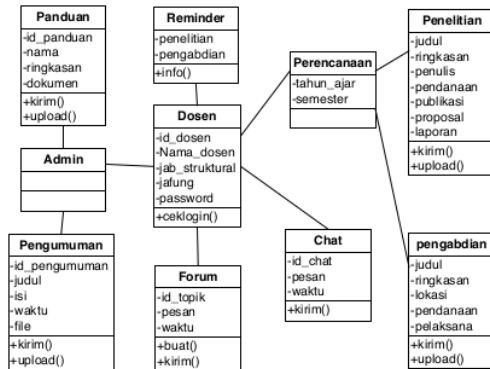 Panduan
-id_panduan
-nama
-ringkasan
-dokumen
+kirim()
+upload()
Reminder
-penelitian
-pengabdian
+info()
Perencanaan
-tahun_ajar
-semester
Penelitian
-judul
-ringkasan
-penulis
-pendanaan
-publikasi
-proposal
-laporan
+kirim()
+upload()
Admin
Dosen
-id_dosen
-Nama_dosen
-jab_struktural
-jafung
-password
+ceklogin()
Pengumuman
-id_pengumuman
-judul
-isi
-waktu
-file
+kirim()
+upload()
Forum
-id_topik
-pesan
-waktu
+buat()
+kirim()
Chat
-id_chat
-pesan
-waktu
+kirim()
pengabdian
-judul
-ringkasan
-lokasi
-pendanaan
-pelaksana
+kirim()
+upload()